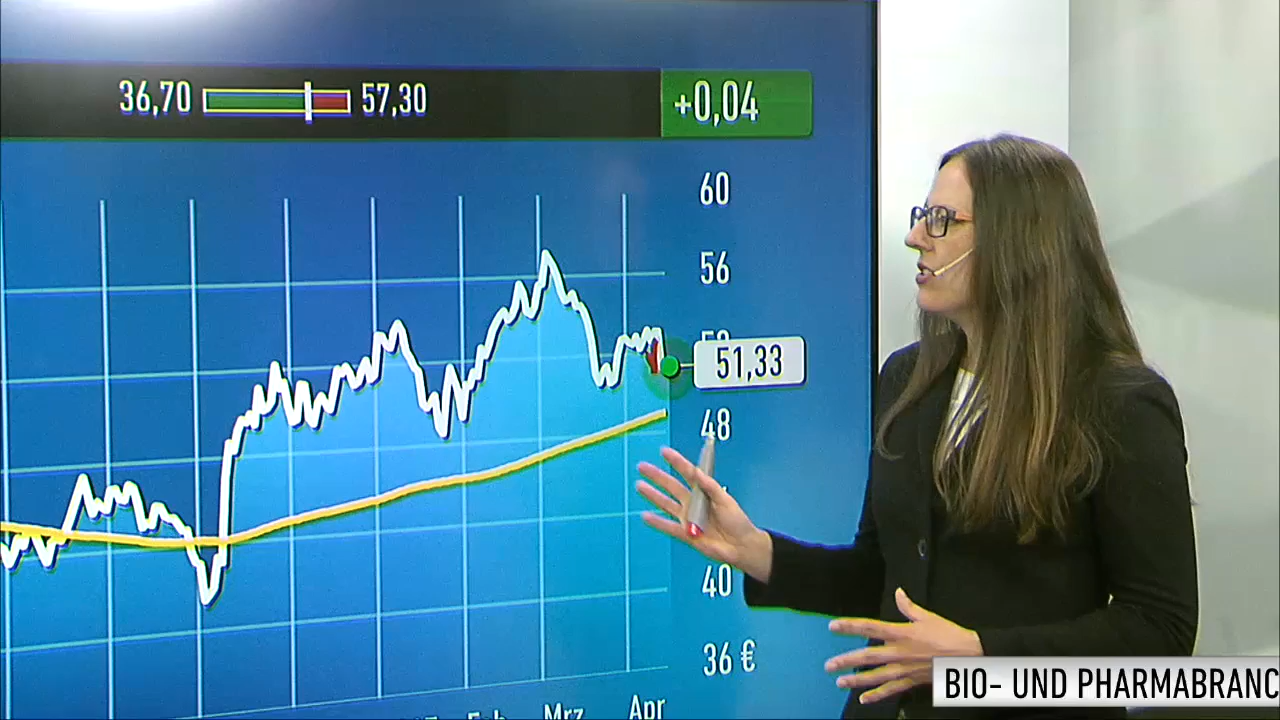 36,70 57,30 +0,04
60
56
51,33
48
40
36 €
Mrz Apr
BIO- UND PHARMABRANC